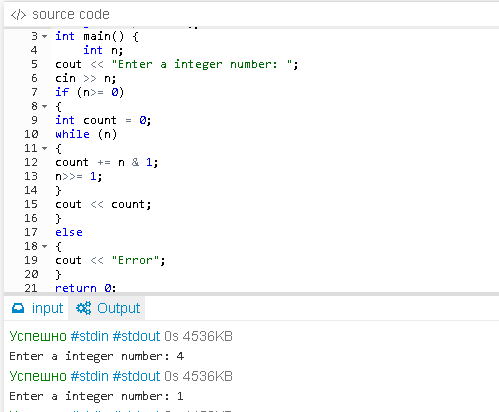 </> source code
3 int main() {
4 int n;
5 cout << "Enter a integer number: ";
6 cin >> n;
7 if (n>= 0)
8 {
9 int count = 0;
10 while (n)
11 {
12 count += n & 1;
13 n>>= 1;
14 }
15 cout << count;
16 }
17 else
18 {
19 cout << "Error";
20 }
21 return 0;
input Output
Успешно #stdin #stdout 0s 4536KB
Enter a integer number: 4
Успешно #stdin #stdout 0s 4536KB
Enter a integer number: 1